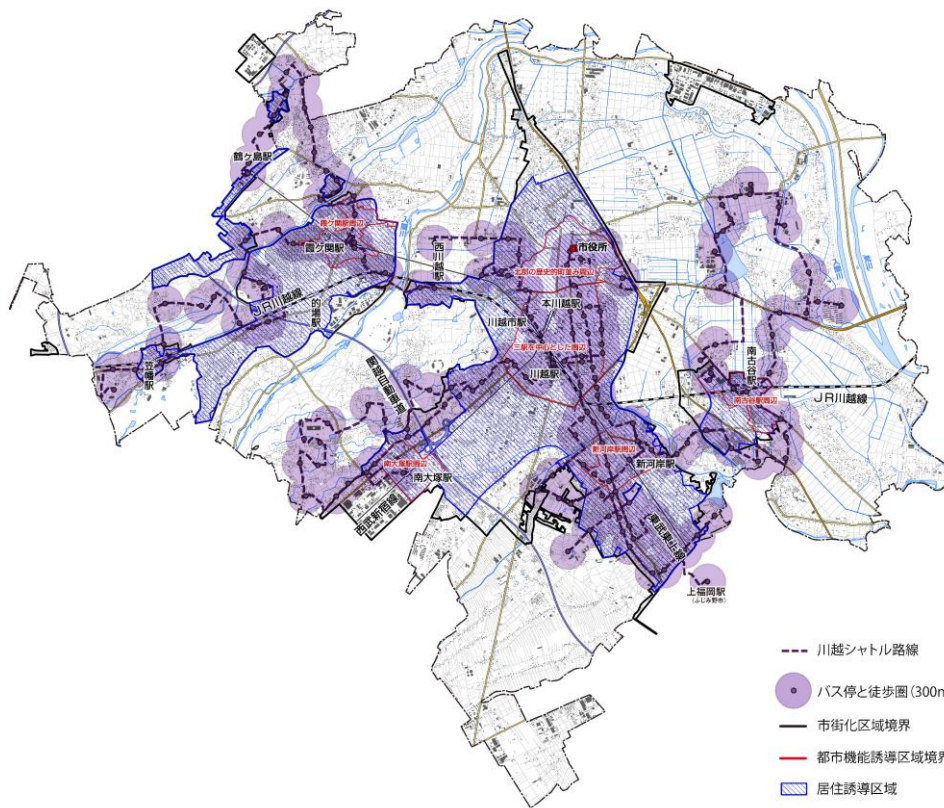 鶴ヶ島駅
霞ケ関駅周辺
霞ケ関駅
西川越駅
市役所
北部の歴史的町並み周辺
JR川越線
的場駅
本川越駅
川越市駅
三駅を中心とした周辺
川越駅
笠幡駅
関越自動車道
南古谷駅
JR川越線
南古谷駅周辺
新河岸駅周辺
新河岸駅
南大塚駅周辺
南大塚駅
西武新宿線
東武東上線
上福岡駅
(ふじみ野市)
川越シャトル路線
バス停と徒歩圏(300m
市街化区域境界
都市機能誘導区域境界
居住誘導区域